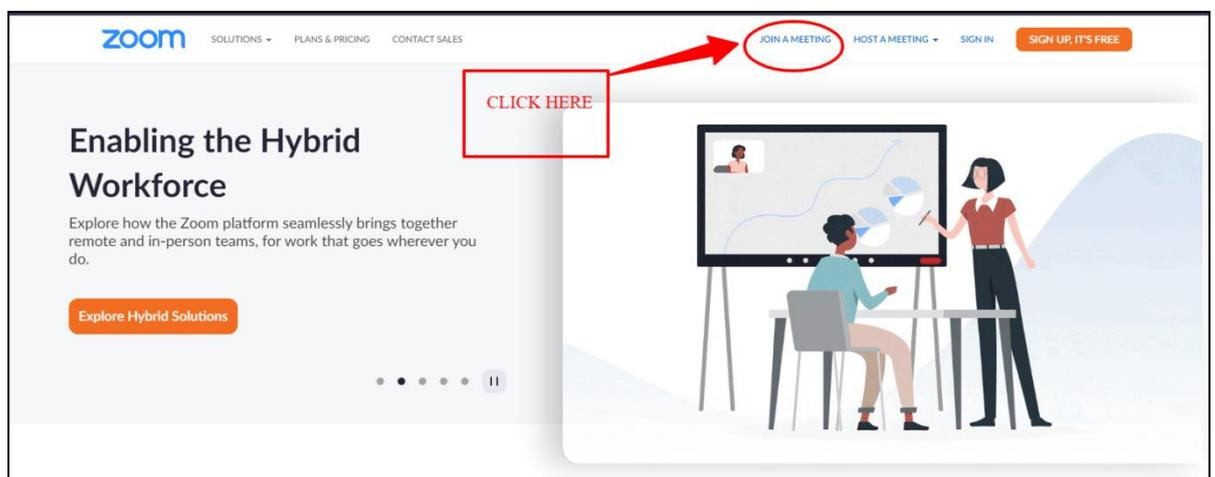 zoom SOLUTIONS PLANS & PRICING CONTACT SALES JOIN A MEETING HOST A MEETING SIGN IN SIGN UP, IT'S FREE
CLICK HERE
Enabling the Hybrid
Workforce
Explore how the Zoom platform seamlessly brings together
remote and in-person teams, for work that goes wherever you
do.
Explore Hybrid Solutions